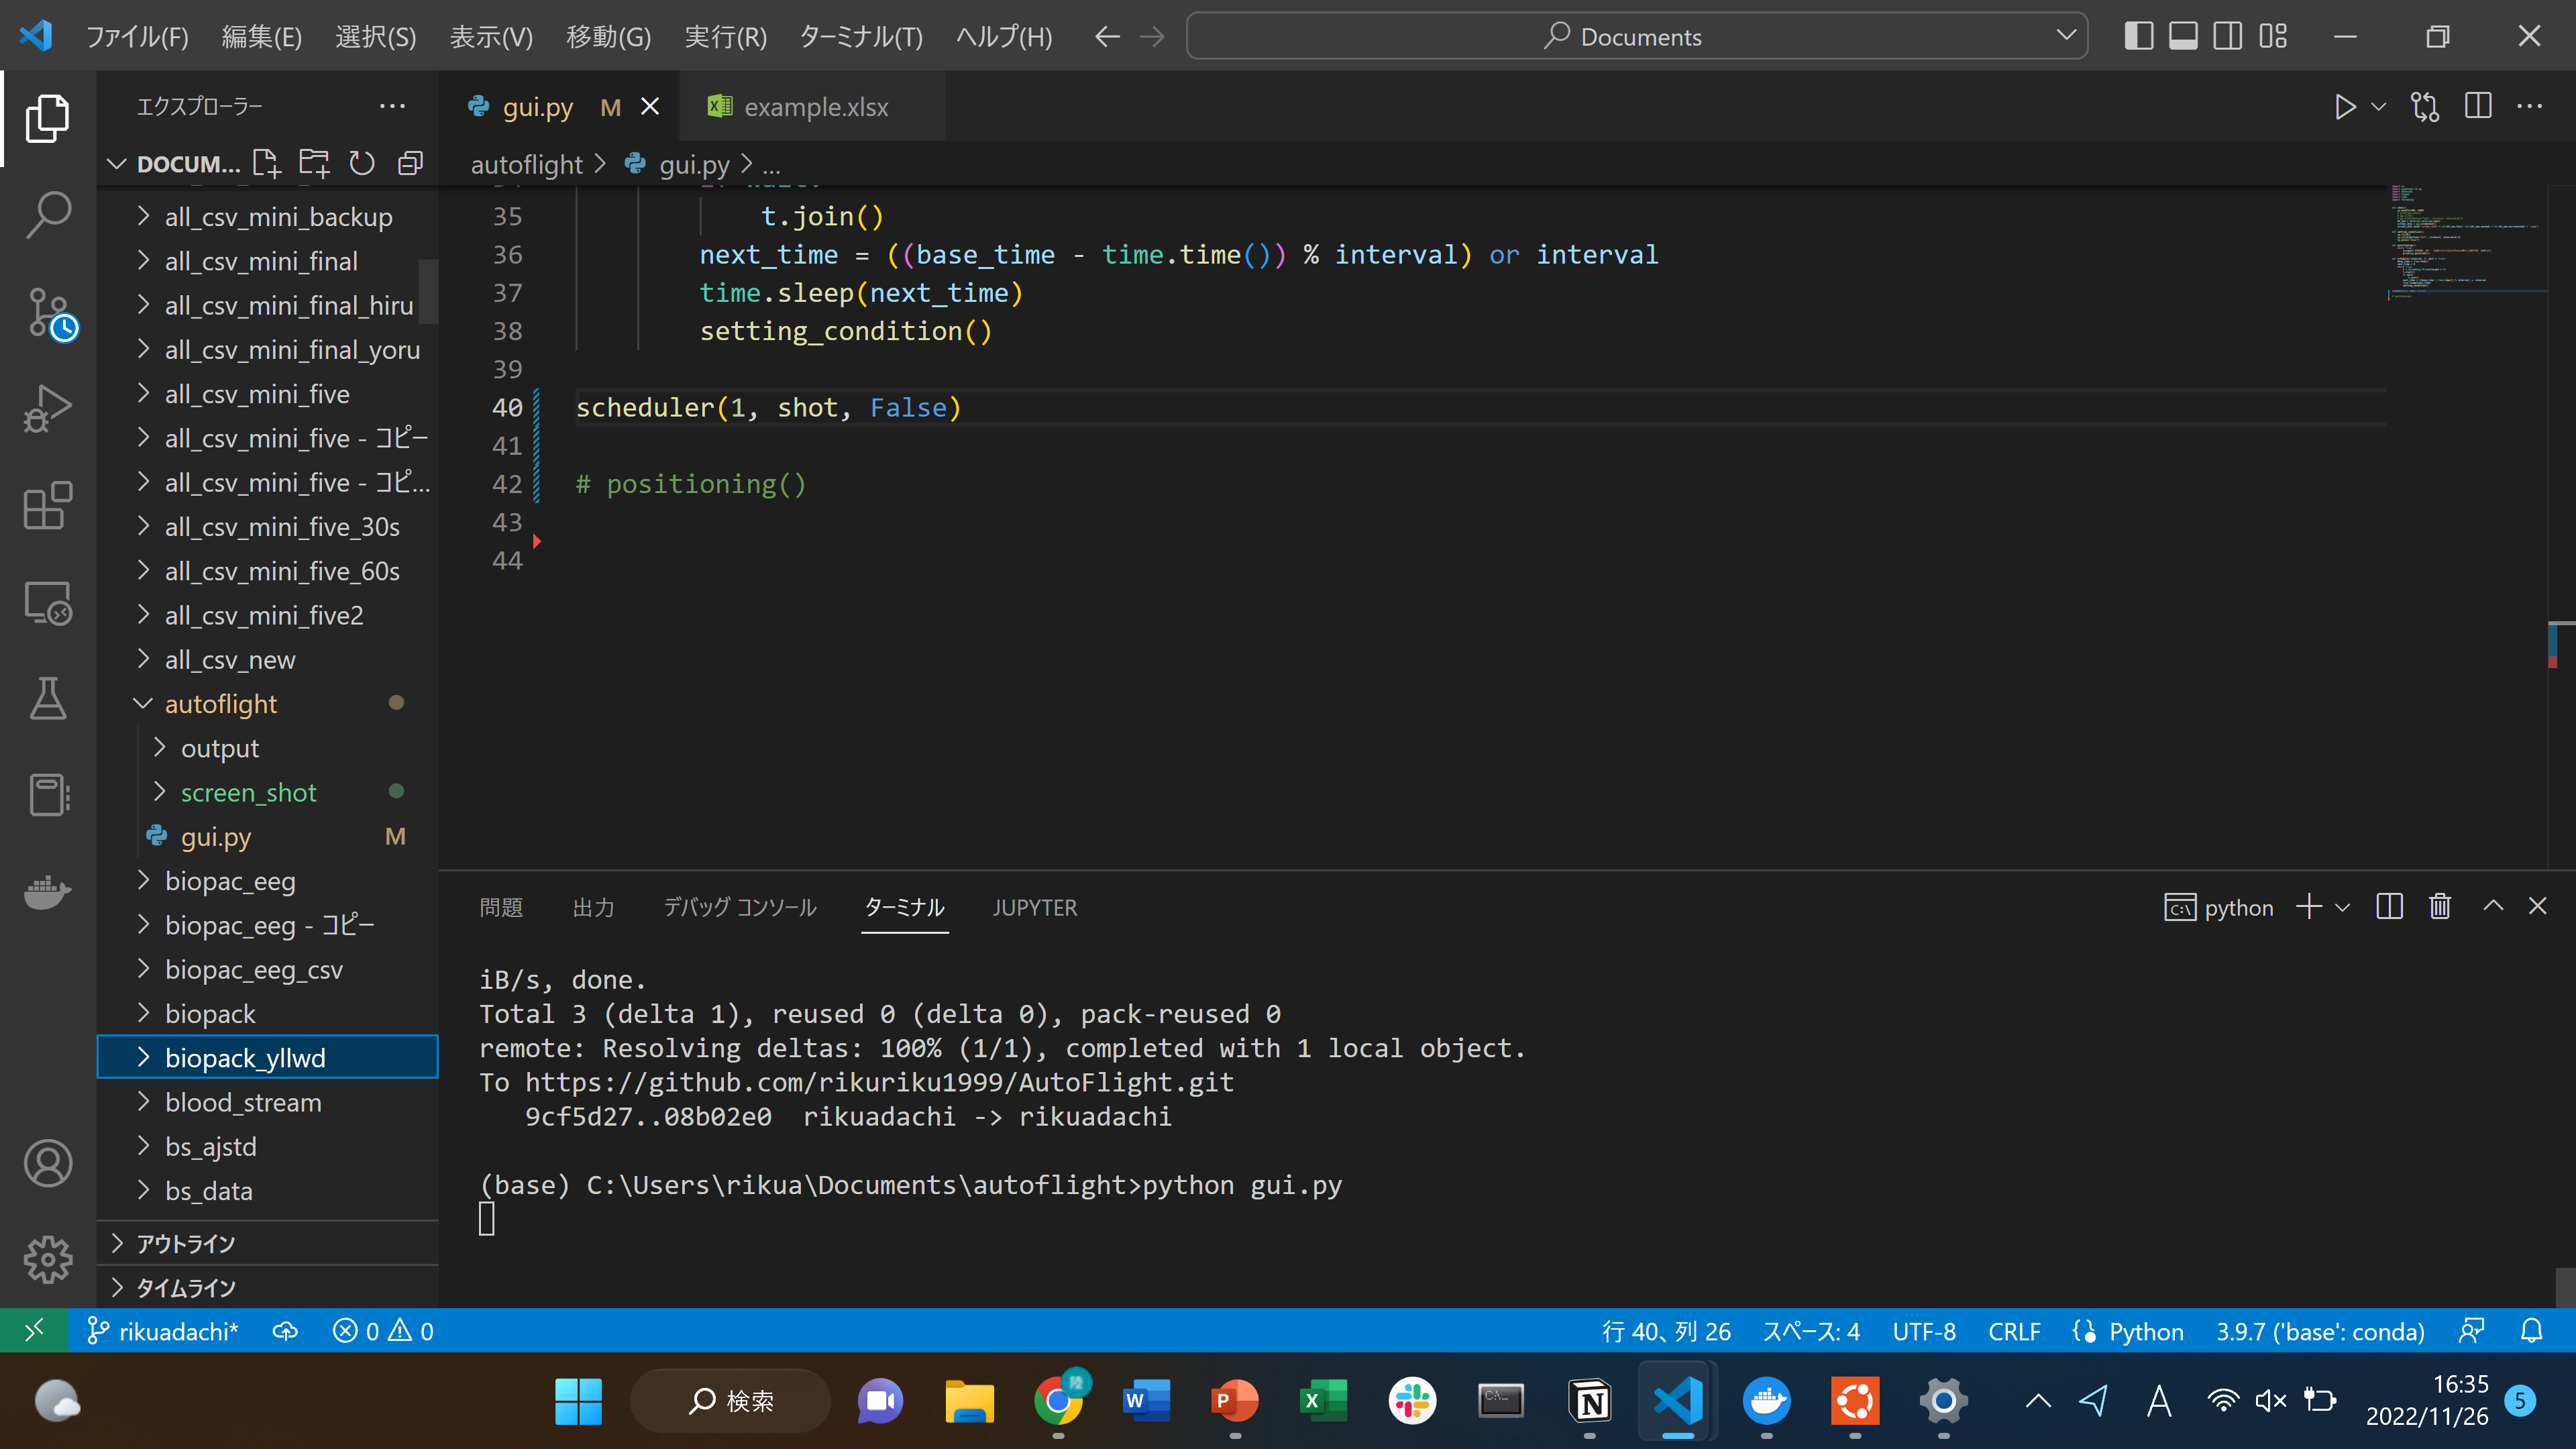 ファイル(F) 編集(E) 選択(S) 表示(V) 移動(G) 実行(R) ターミナル(T) ヘルプ(H) Documents
エクスプローラー
gui.py M
example.xlsx
DOCUM...
autoflight > gui.py > ...
all_csv_mini_backup
all_csv_mini_final
all_csv_mini_final_hiru
all_csv_mini_final_yoru
all_csv_mini_five
all_csv_mini_five - コピー
all_csv_mini_five - コピ...
all_csv_mini_five_30s
all_csv_mini_five_60s
all_csv_mini_five2
all_csv_new
autoflight
output
screen_shot
gui.py M
biopac_eeg
biopac_eeg - コピー
biopac_eeg_csv
biopack
biopack_yllwd
blood_stream
bs_ajstd
bs_data
アウトライン
タイムライン
35 t.join()
36 next_time = ((base_time - time.time()) % interval) or interval
37 time.sleep(next_time)
38 setting_condition()
39
40 scheduler(1, shot, False)
41
42 # positioning()
43
44
問題 出力 デバッグ コンソール ターミナル JUPYTER
python
iB/s, done.
Total 3 (delta 1), reused 0 (delta 0), pack-reused 0
remote: Resolving deltas: 100% (1/1), completed with 1 local object.
To https://github.com/rikuriku1999/AutoFlight.git
9cf5d27..08b02e0 rikuadachi -> rikuadachi
(base) C:\Users\rikua\Documents\autoflight>python gui.py
rikuadachi* 0 0 行 40、列 26 スペース: 4 UTF-8 CRLF Python 3.9.7 ('base': conda)
検索
A
16:35
2022/11/26
5